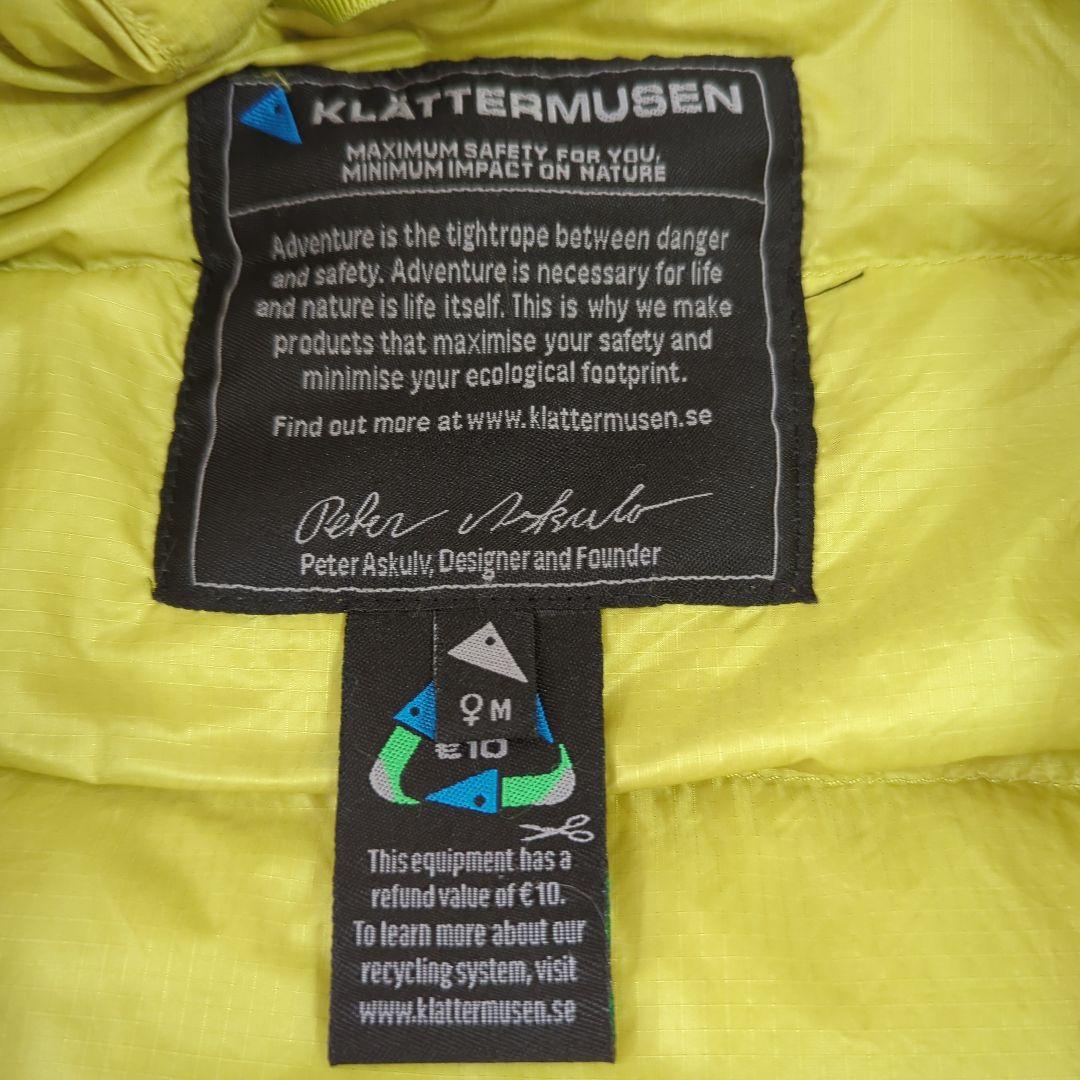 KLÄTTERMUSEN
MAXIMUM SAFETY FOR YOU,
MINIMUM IMPACT ON NATURE
Adventure is the tightrope between danger
and safety. Adventure is necessary for life
and nature is life itself. This is why we make
products that maximise your safety and
minimise your ecological footprint.
Find out more at www.klattermusen.se
Peter Askulv
Peter Askulv, Designer and Founder
♀ M
€10
This equipment has a
refund value of €10.
To learn more about our
recycling system, visit
www.klattermusen.se